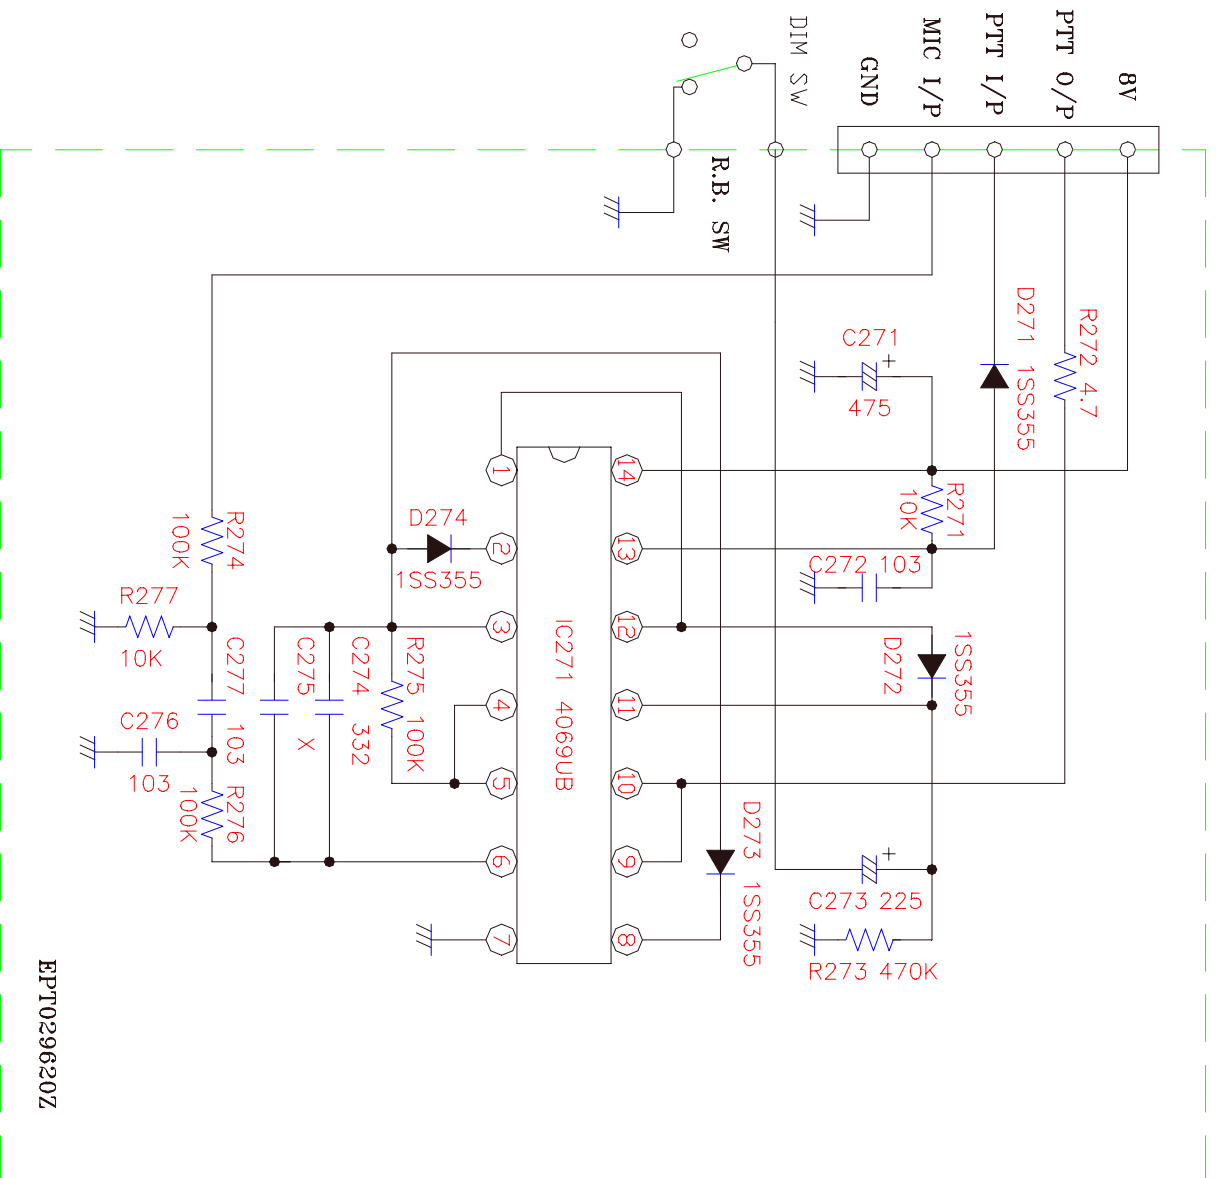 DIM SW
GND
MIC I/P
PTT I/P
PTT O/P
8V
R.B. SW
C271
+
475
D271 1SS355
R272 4.7
R271
10K
C272 103
D274
1SS355
R274
100K
R277
10K
C277 103
C275 X
C274 332
R275 100K
IC271 4069UB
1
2
3
4
5
6
7
14
13
12
11
10
9
8
D272
1SS355
C276
103
R276
100K
D273 1SS355
+
C273 225
R273 470K
EPT029620Z